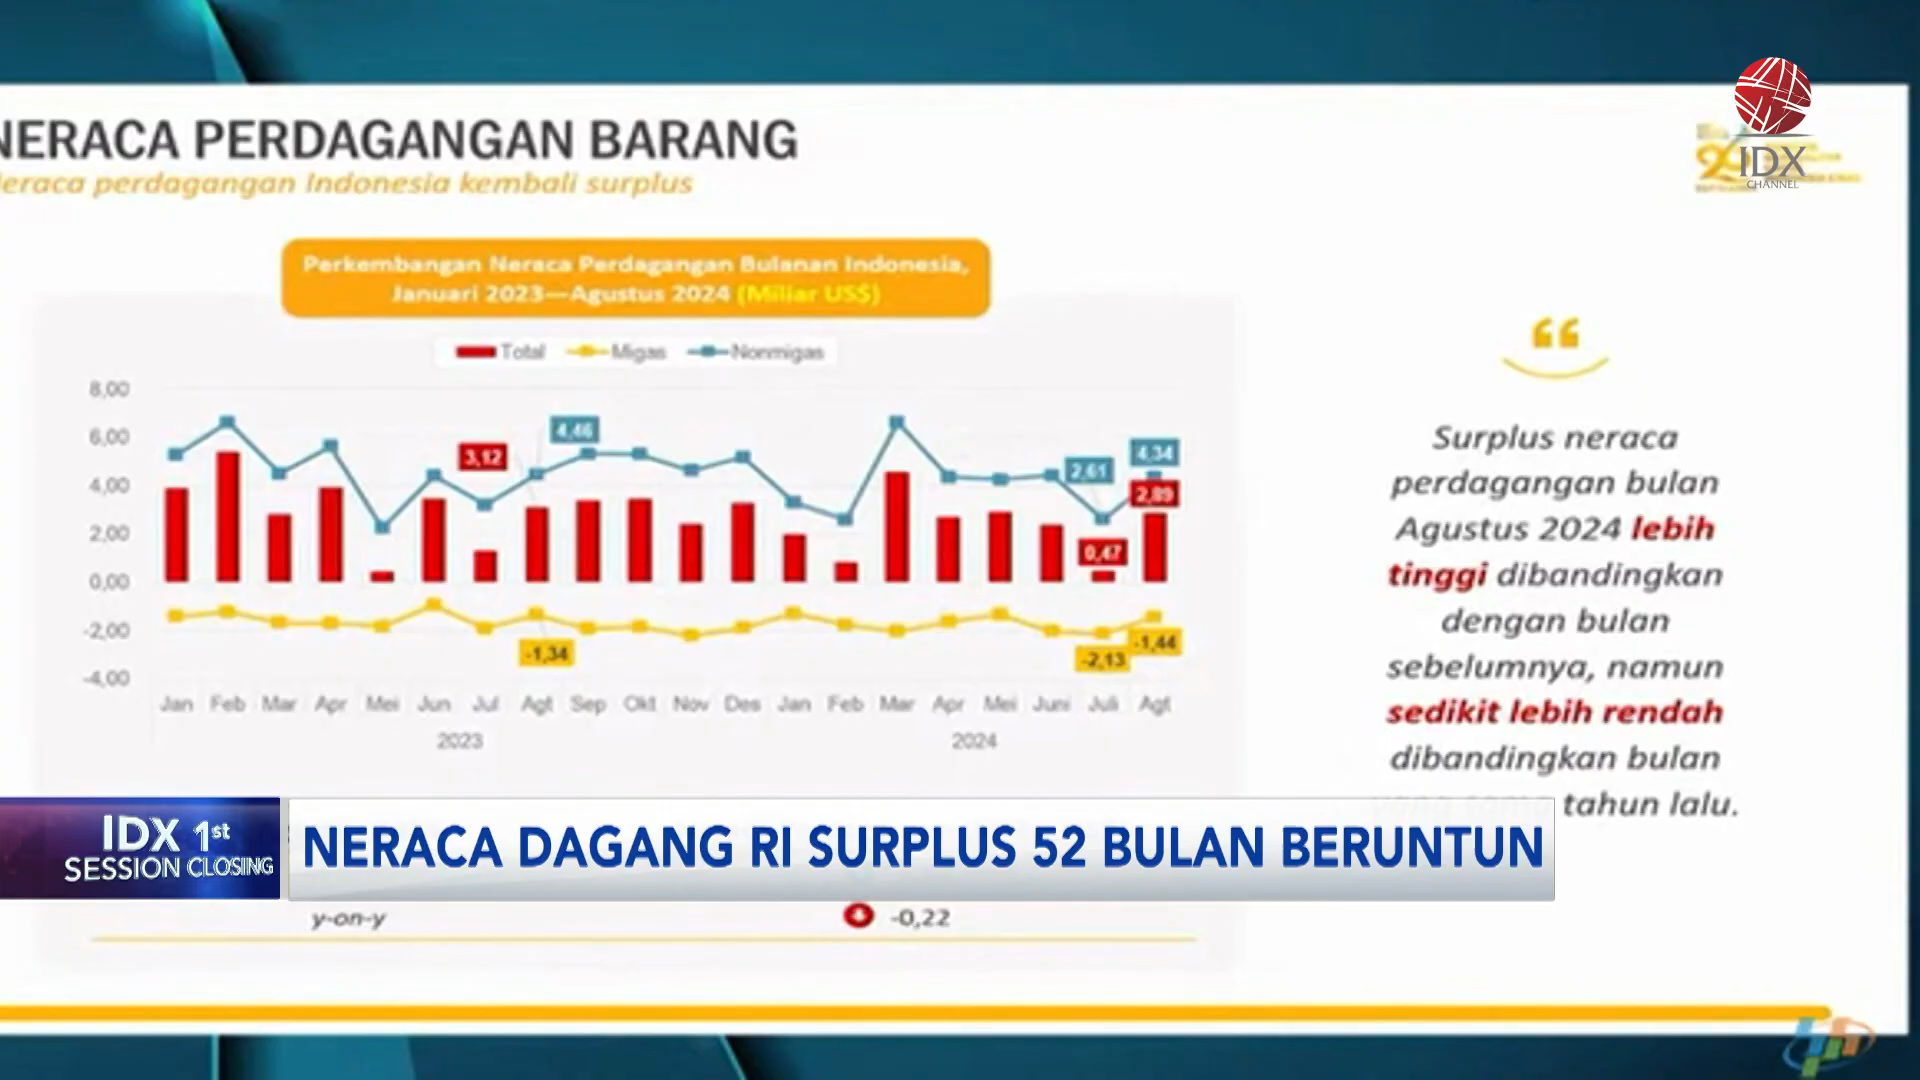 NERACA PERDAGANGAN BARANG
eraca perdagangan Indonesia kembali surplus
IDX
CHANNEL
Perkembangan Neraca Perdagangan Bulanan Indonesia,
Januari 2023—Agustus 2024 (Miliar US$)
Total Migas Nonmigas
8,00
6,00
4,00
2,00
0,00
-2,00
-4,00
3,12
4,46
2,61
4,34
2,89
0,47
-1,34
-2,13
-1,44
Jan Feb Mar Apr Mei Jun Jul Agt Sep Okt Nov Des Jan Feb Mar Apr Mei Juni Juli Agt
2023 2024
Surplus neraca
perdagangan bulan
Agustus 2024 lebih
tinggi dibandingkan
dengan bulan
sebelumnya, namun
sedikit lebih rendah
dibandingkan bulan
yang sama tahun lalu.
IDX 1st
SESSION CLOSING
NERACA DAGANG RI SURPLUS 52 BULAN BERUNTUN
y-on-y -0,22